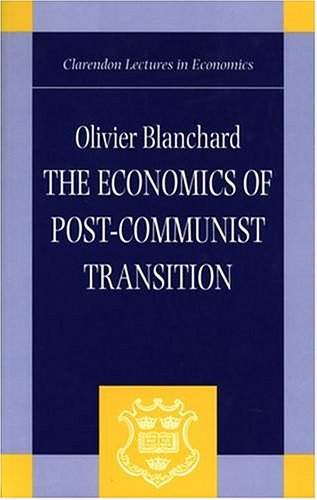 Clarendon Lectures in Economics
Olivier Blanchard
THE ECONOMICS OF
POST-COMMUNIST
TRANSITION